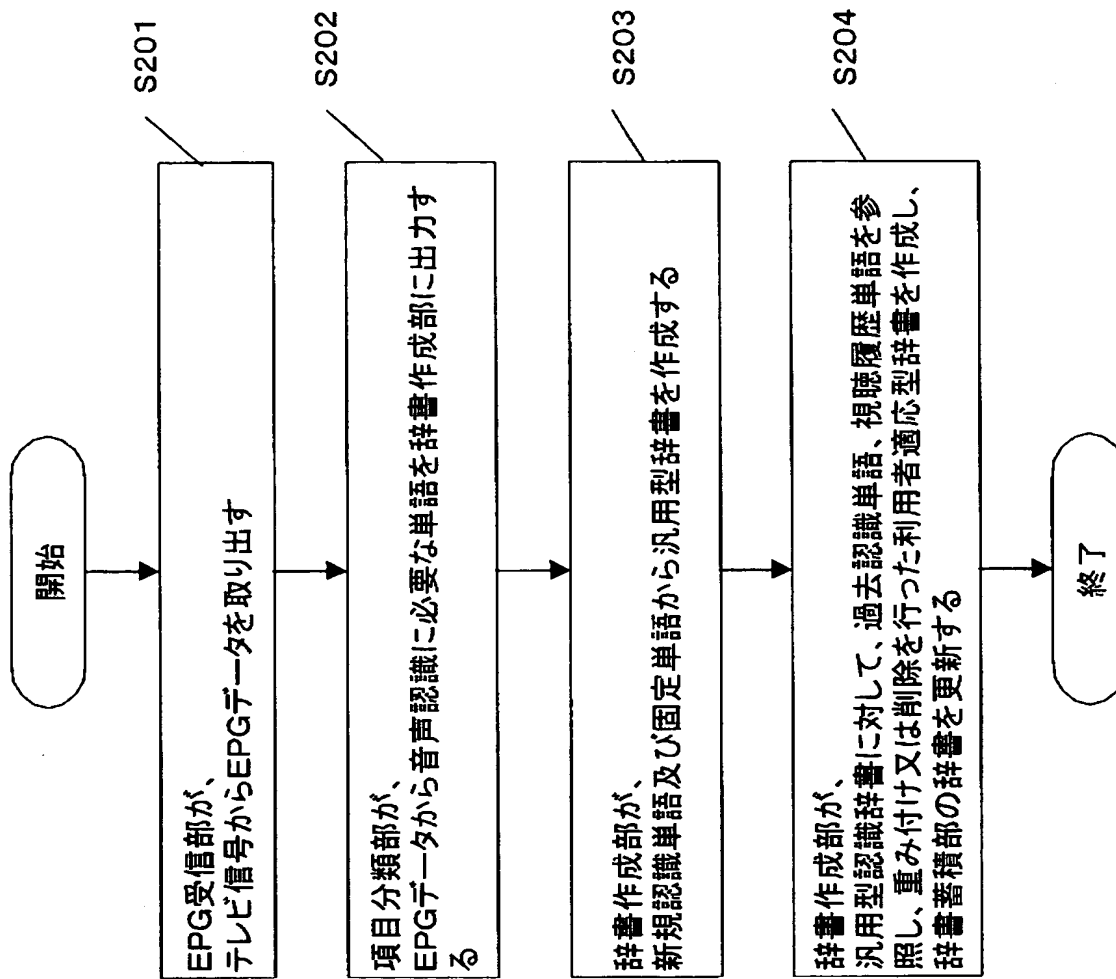 開始
S201
EPG受信部が、
テレビ信号からEPGデータを取り出す
S202
項目分類部が、
EPGデータから音声認識に必要な単語を辞書作成部に出力す
る
S203
辞書作成部が、
新規認識単語及び固定単語から汎用型辞書を作成する
S204
辞書作成部が、
汎用型認識辞書に対して、過去認識単語、視聴履歴単語を参
照し、重み付け又は削除を行った利用者適応型辞書を作成し、
辞書蓄積部の辞書を更新する
終了